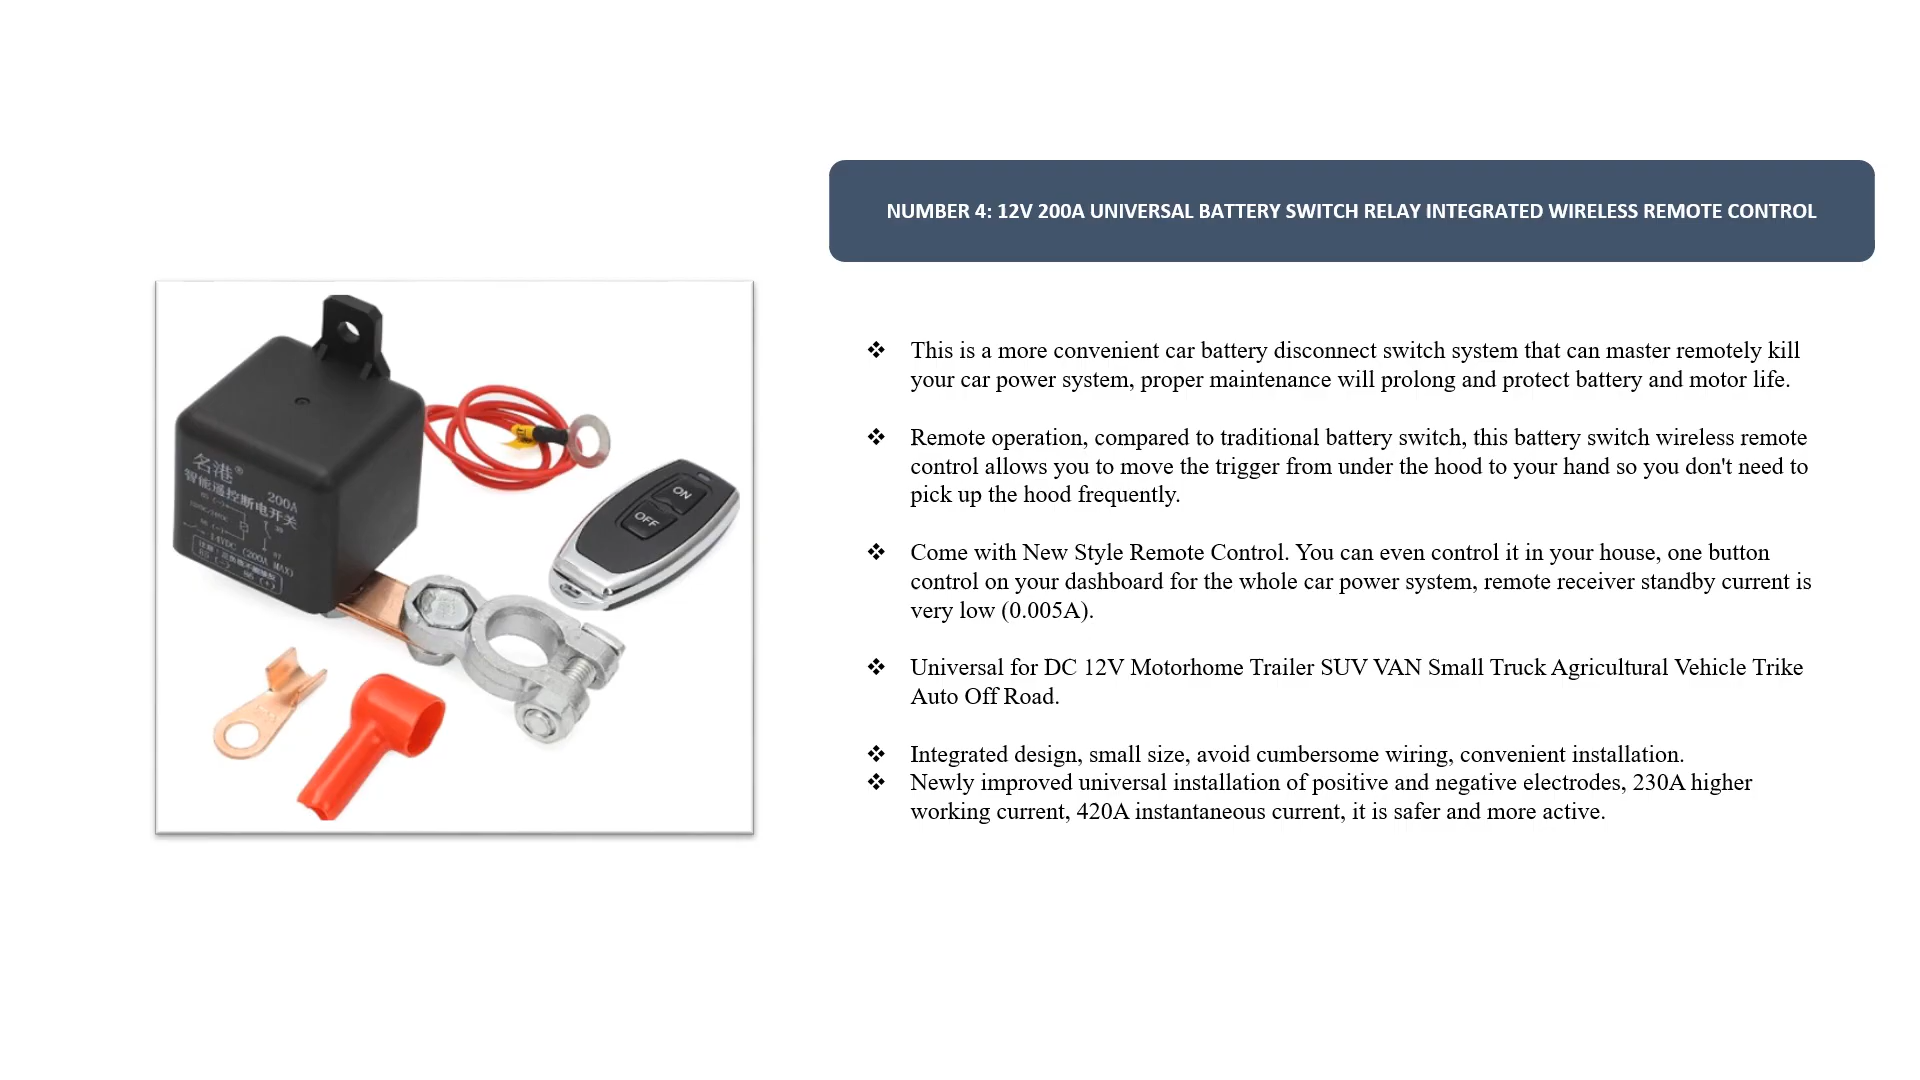 NUMBER 4: 12V 200A UNIVERSAL BATTERY SWITCH RELAY INTEGRATED WIRELESS REMOTE CONTROL
❖ This is a more convenient car battery disconnect switch system that can master remotely kill
your car power system, proper maintenance will prolong and protect battery and motor life.
❖ Remote operation, compared to traditional battery switch, this battery switch wireless remote
control allows you to move the trigger from under the hood to your hand so you don't need to
pick up the hood frequently.
❖ Come with New Style Remote Control. You can even control it in your house, one button
control on your dashboard for the whole car power system, remote receiver standby current is
very low (0.005A).
❖ Universal for DC 12V Motorhome Trailer SUV VAN Small Truck Agricultural Vehicle Trike
Auto Off Road.
❖ Integrated design, small size, avoid cumbersome wiring, convenient installation.
❖ Newly improved universal installation of positive and negative electrodes, 230A higher
working current, 420A instantaneous current, it is safer and more active.
名港®
200A
智能遥控断电开关
14VDC (200A MAX)
85 (-) 86 (+)
ON
OFF